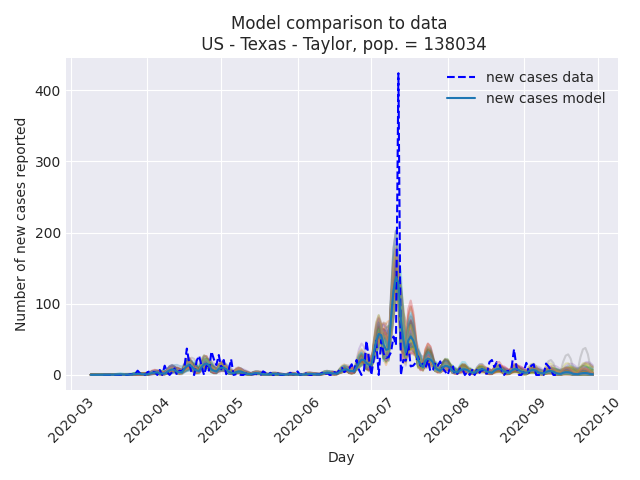 Model comparison to data
US - Texas - Taylor, pop. = 138034
new cases data
new cases model
Number of new cases reported
400
300
200
100
0
2020-03
2020-04
2020-05
2020-06
2020-07
2020-08
2020-09
2020-10
Day